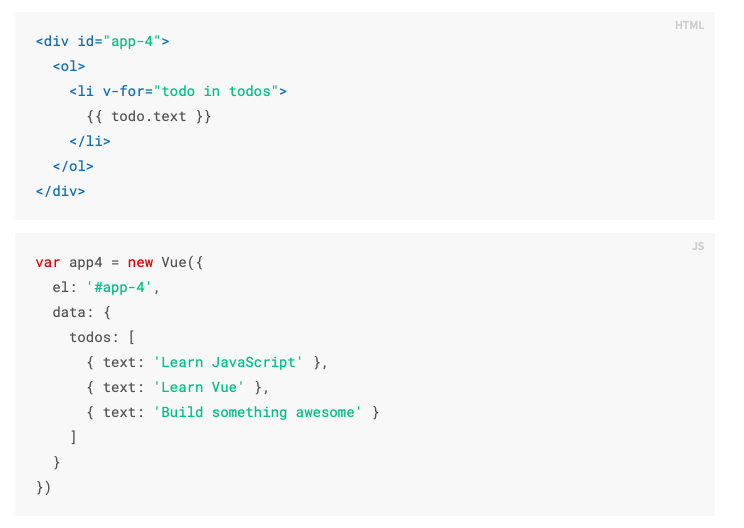 HTML
<div id="app-4">
  <ol>
    <li v-for="todo in todos">
      {{ todo.text }}
    </li>
  </ol>
</div>
JS
var app4 = new Vue({
  el: '#app-4',
  data: {
    todos: [
      { text: 'Learn JavaScript' },
      { text: 'Learn Vue' },
      { text: 'Build something awesome' }
    ]
  }
})